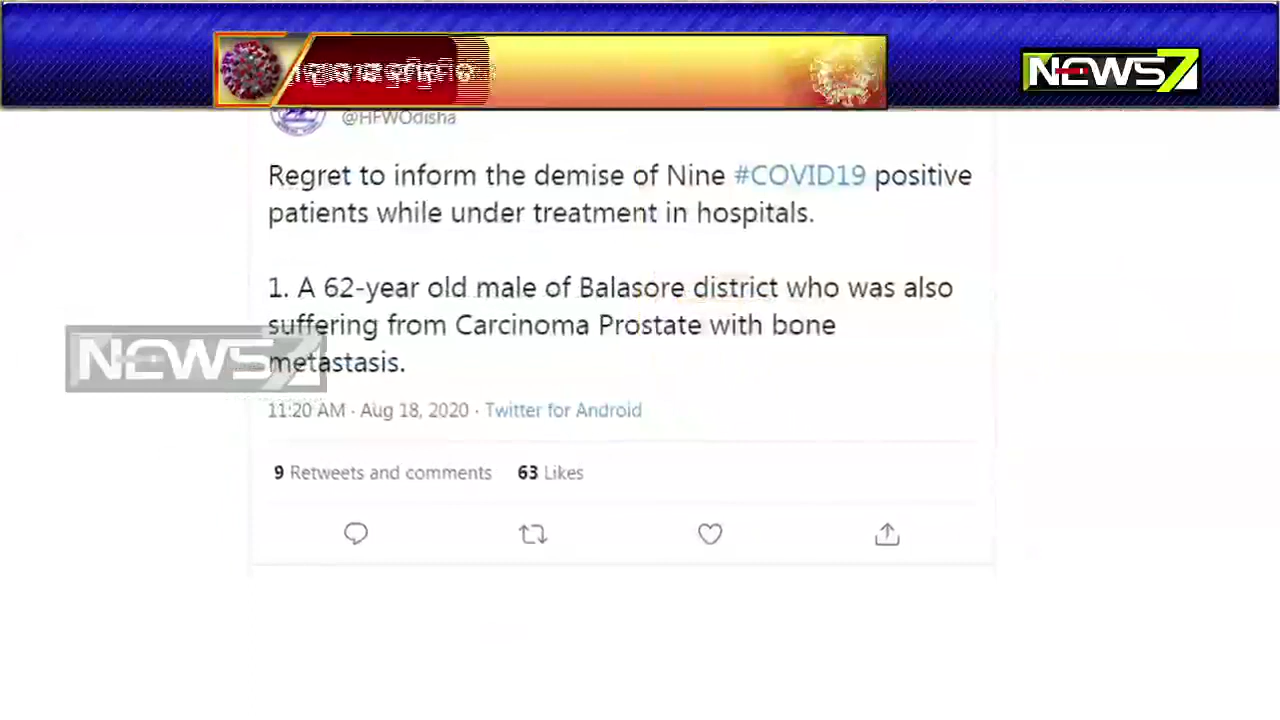 NEWS7
@HFWOdisha
Regret to inform the demise of Nine #COVID19 positive
patients while under treatment in hospitals.
1. A 62-year old male of Balasore district who was also
suffering from Carcinoma Prostate with bone
NEWS7
metastasis.
11:20 AM · Aug 18, 2020 · Twitter for Android
9 Retweets and comments 63 Likes